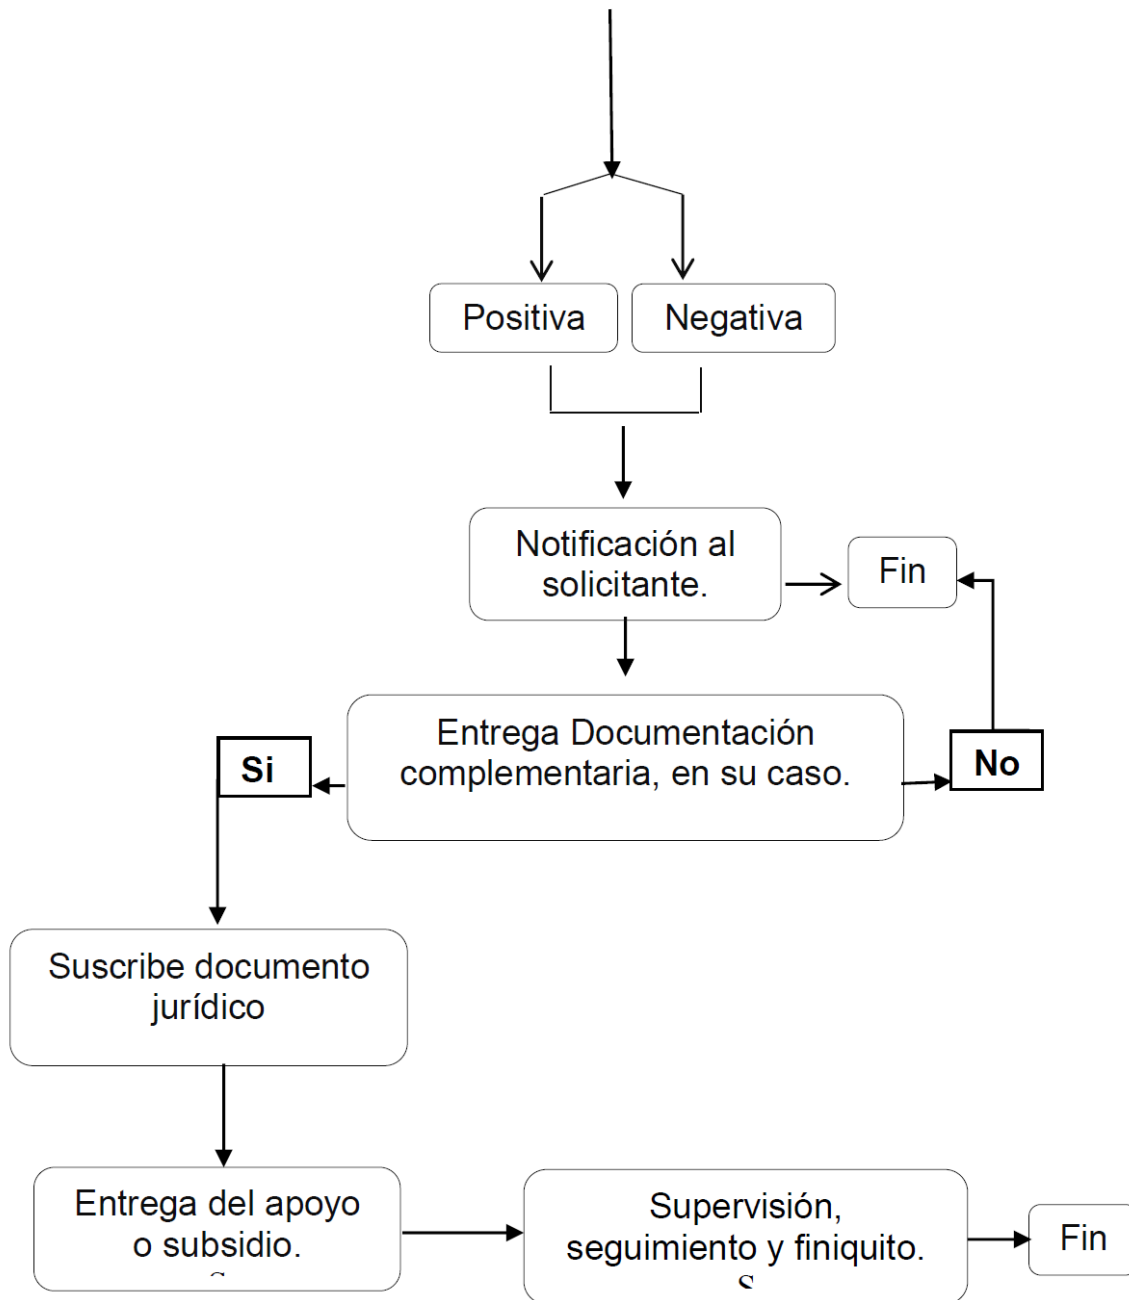 Positiva
Negativa
Notificación al
solicitante.
Fin
Entrega Documentación
complementaria, en su caso.
Si
No
Suscribe documento
jurídico
Entrega del apoyo
o subsidio.
Supervisión,
seguimiento y finiquito.
Fin